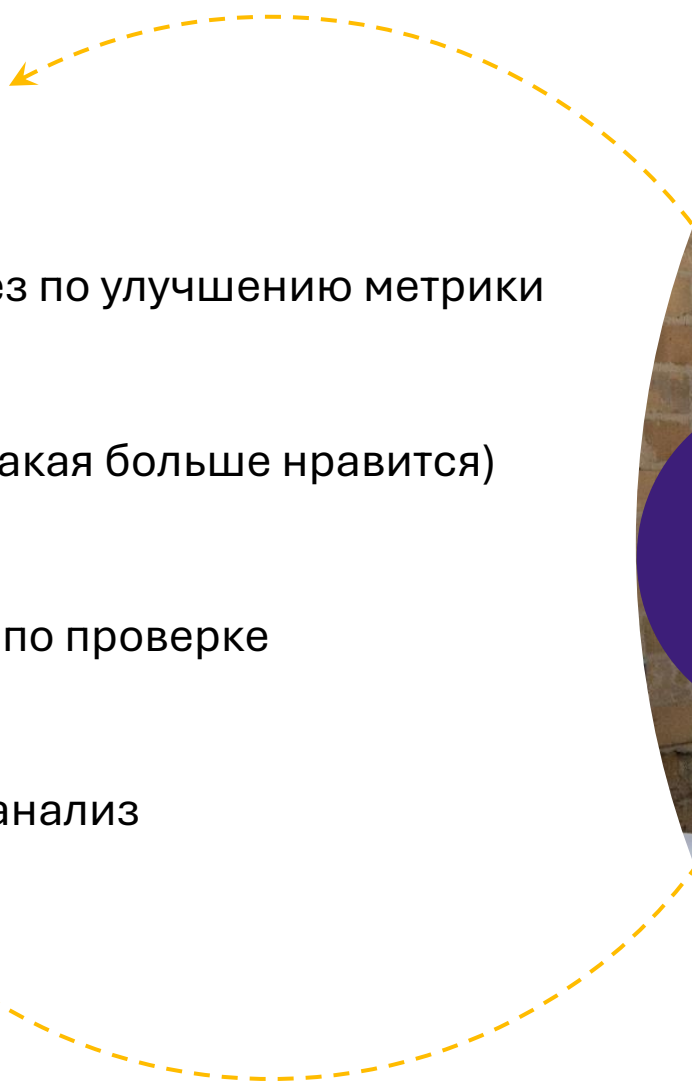 ез по улучшению метрики
акая больше нравится)
по проверке
анализ